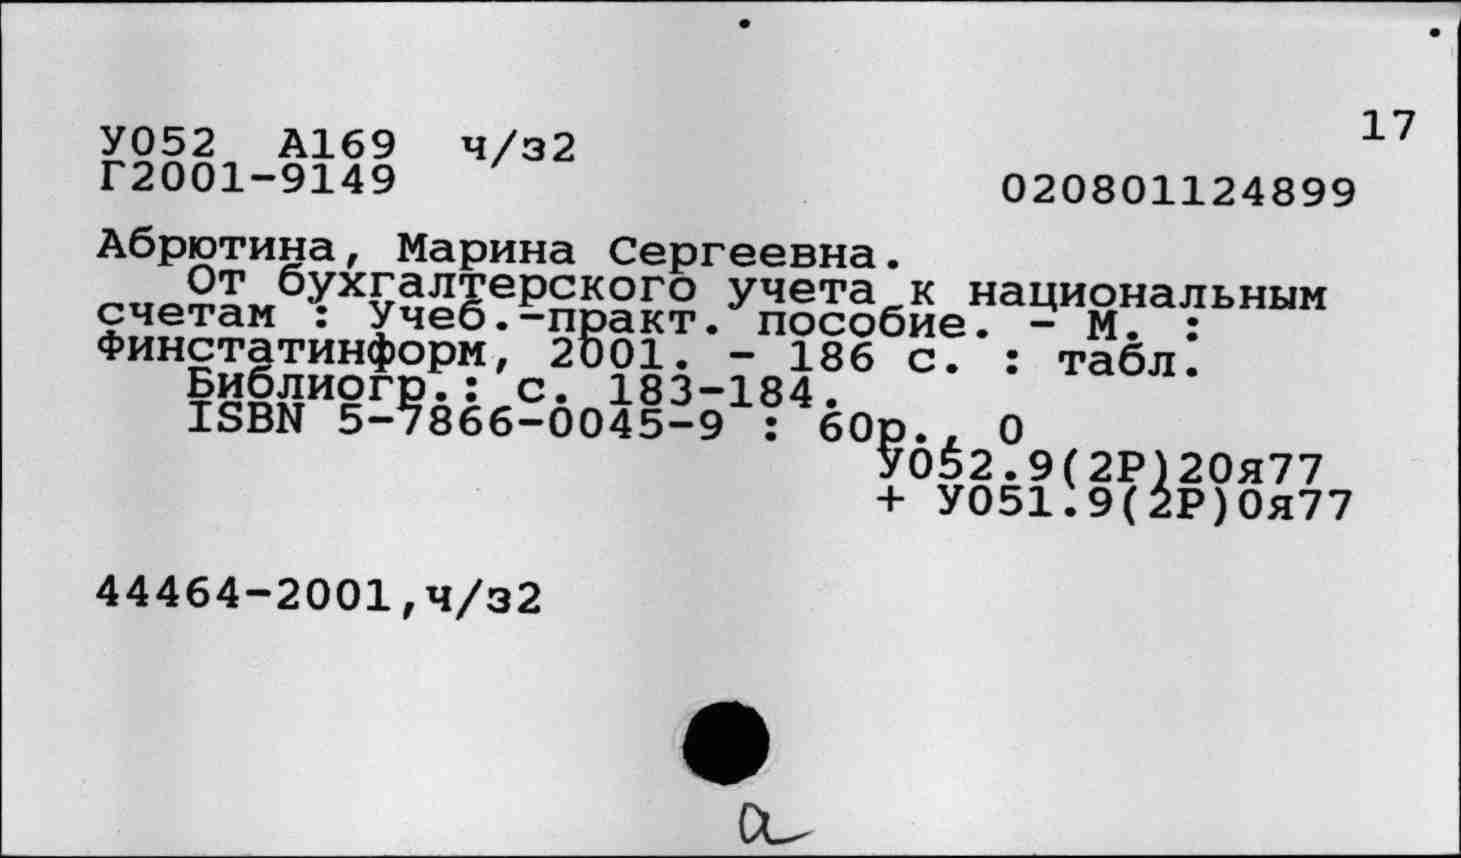 17
У052 А169 ч/з2
Г2001-9149
020801124899
Абрютина, Марина Сергеевна.
От бухгалтерского учета к национальным
счетам : Учеб.-практ. пособие. - М. :
Финстатинформ, 2001. - 186 с. : табл.
Библиогр.: с. 183-184.
ISBN 5-7866-0045-9 : 60р., 0
У052.9(2Р)20я77
+ У051.9(2Р)0я77
44464-2001,ч/з2
а